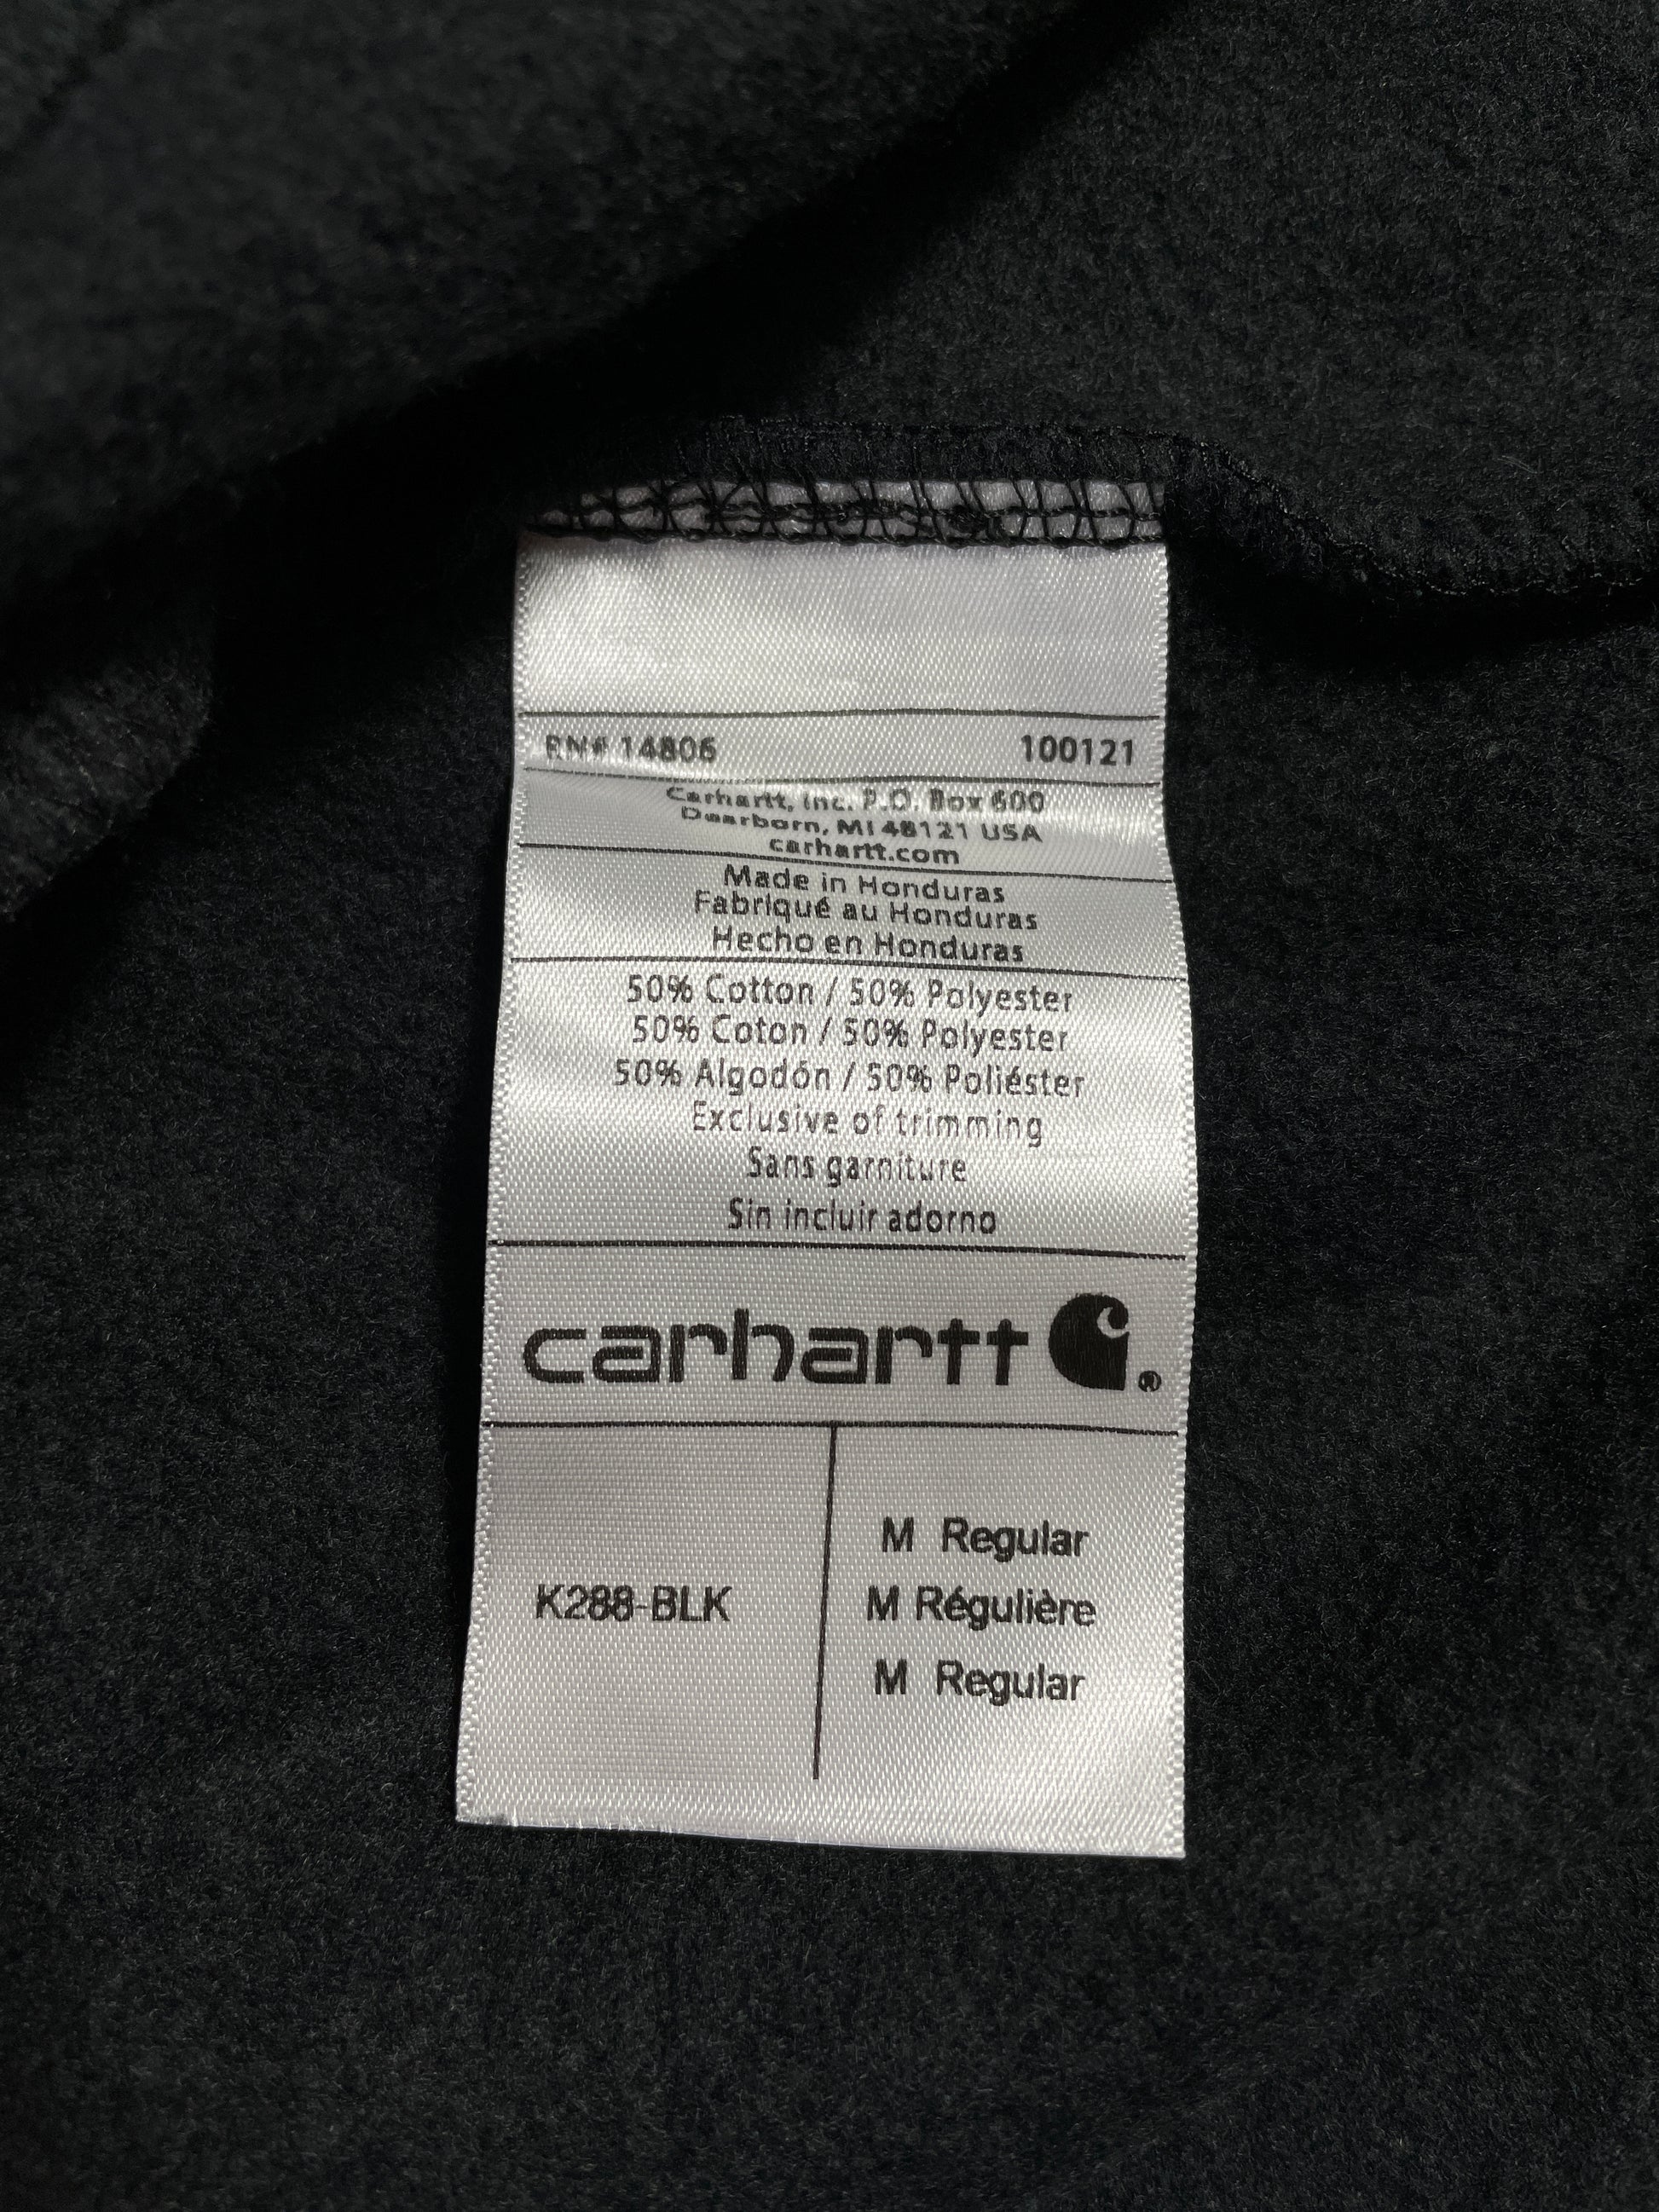 RN# 14806 100121
Carhartt, Inc. P.O. Box 600
Dearborn, MI 48121 USA
carhartt.com
Made in Honduras
Fabriqué au Honduras
Hecho en Honduras
50% Cotton / 50% Polyester
50% Coton / 50% Polyester
50% Algodón / 50% Poliéster
Exclusive of trimming
Sans garniture
Sin incluir adorno
carhartt ®
K288-BLK
M Regular
M Régulière
M Regular